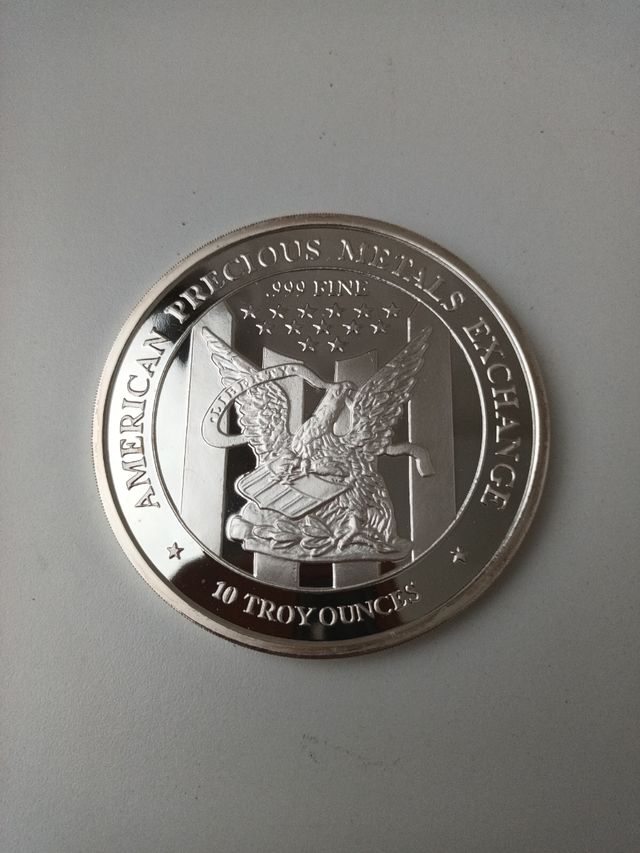 AMERICAN PRECIOUS METALS EXCHANGE
.999 FINE
LIBERTY
10 TROY OUNCES